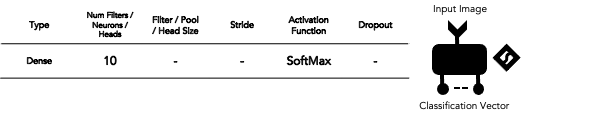 Type Num Filters / Neurons / Heads Filter / Pool / Head Size Stride Activation Function Dropout
Dense 10 - - SoftMax -
Input Image
Classification Vector